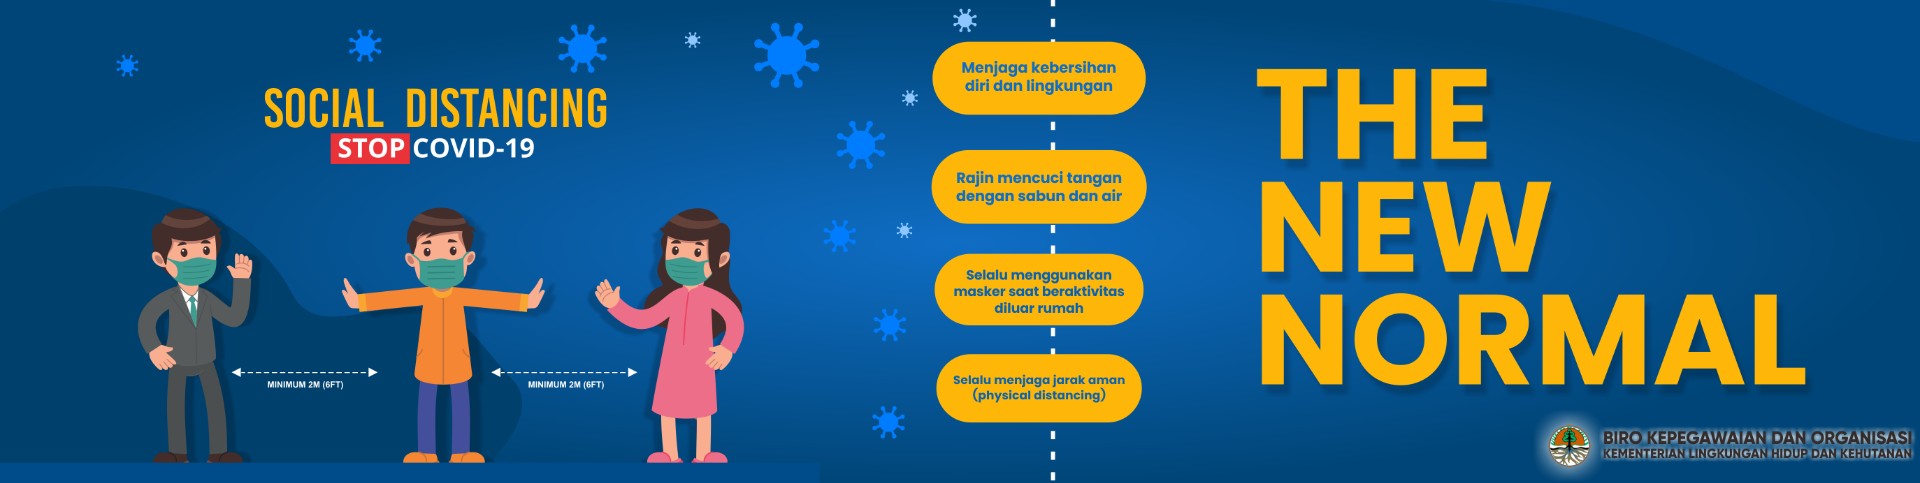 SOCIAL DISTANCING
STOP COVID-19
MINIMUM 2M (6FT)
MINIMUM 2M (6FT)
Menjaga kebersihan
diri dan lingkungan
Rajin mencuci tangan
dengan sabun dan air
Selalu menggunakan
masker saat beraktivitas
diluar rumah
Selalu menjaga jarak aman
(physical distancing)
THE
NEW
NORMAL
BIRO KEPEGAWAIAN DAN ORGANISASI
KEMENTERIAN LINGKUNGAN HIDUP DAN KEHUTANAN